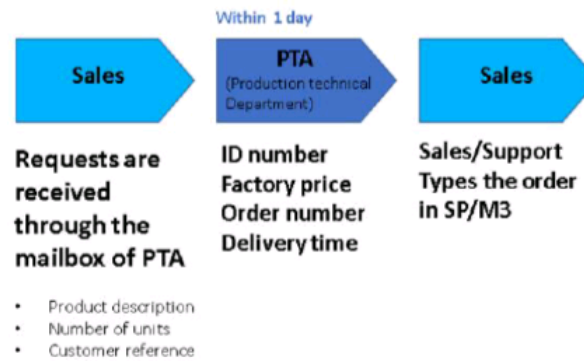 Within 1 day
Sales
PTA
(Production technical
Department)
Sales
Requests are
received
through the
mailbox of PTA
ID number
Factory price
Order number
Delivery time
Sales/Support
Types the order
in SP/M3
• Product description
• Number of units
• Customer reference